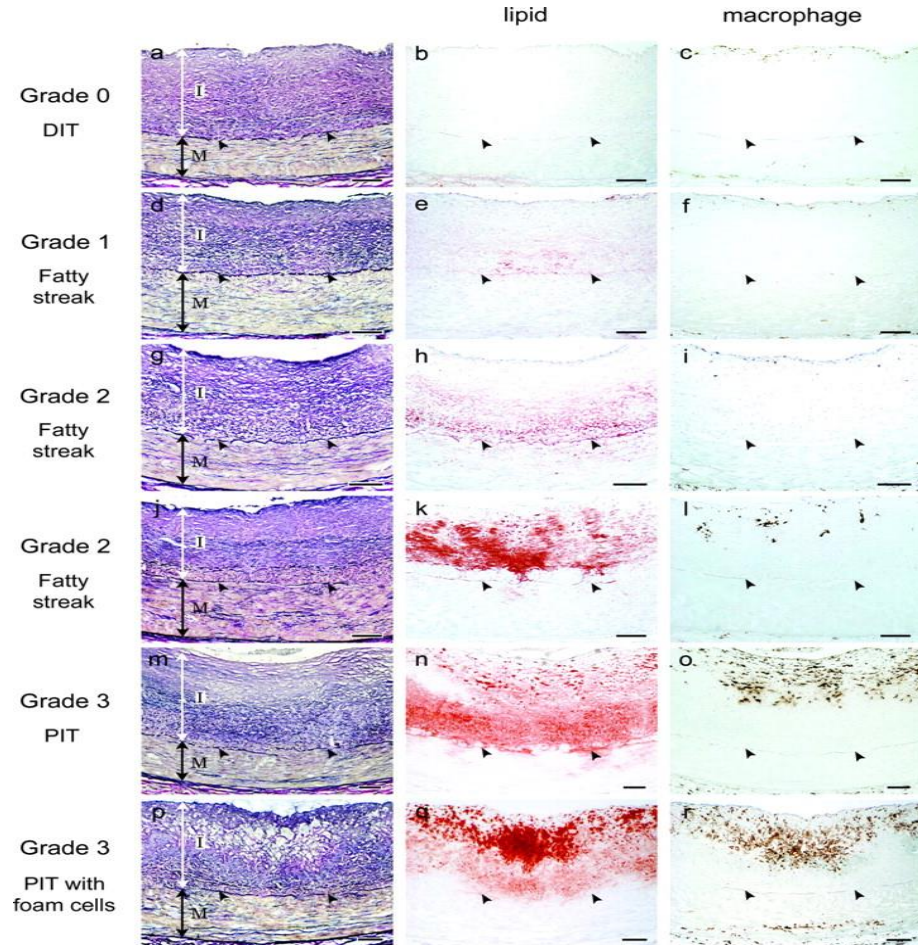 lipid macrophage
Grade 0
DIT
a I M
b
c
Grade 1
Fatty
streak
d I M
e
f
Grade 2
Fatty
streak
g I M
h
i
Grade 2
Fatty
streak
j I M
k
l
Grade 3
PIT
m I M
n
o
Grade 3
PIT with
foam cells
p I M
q
r